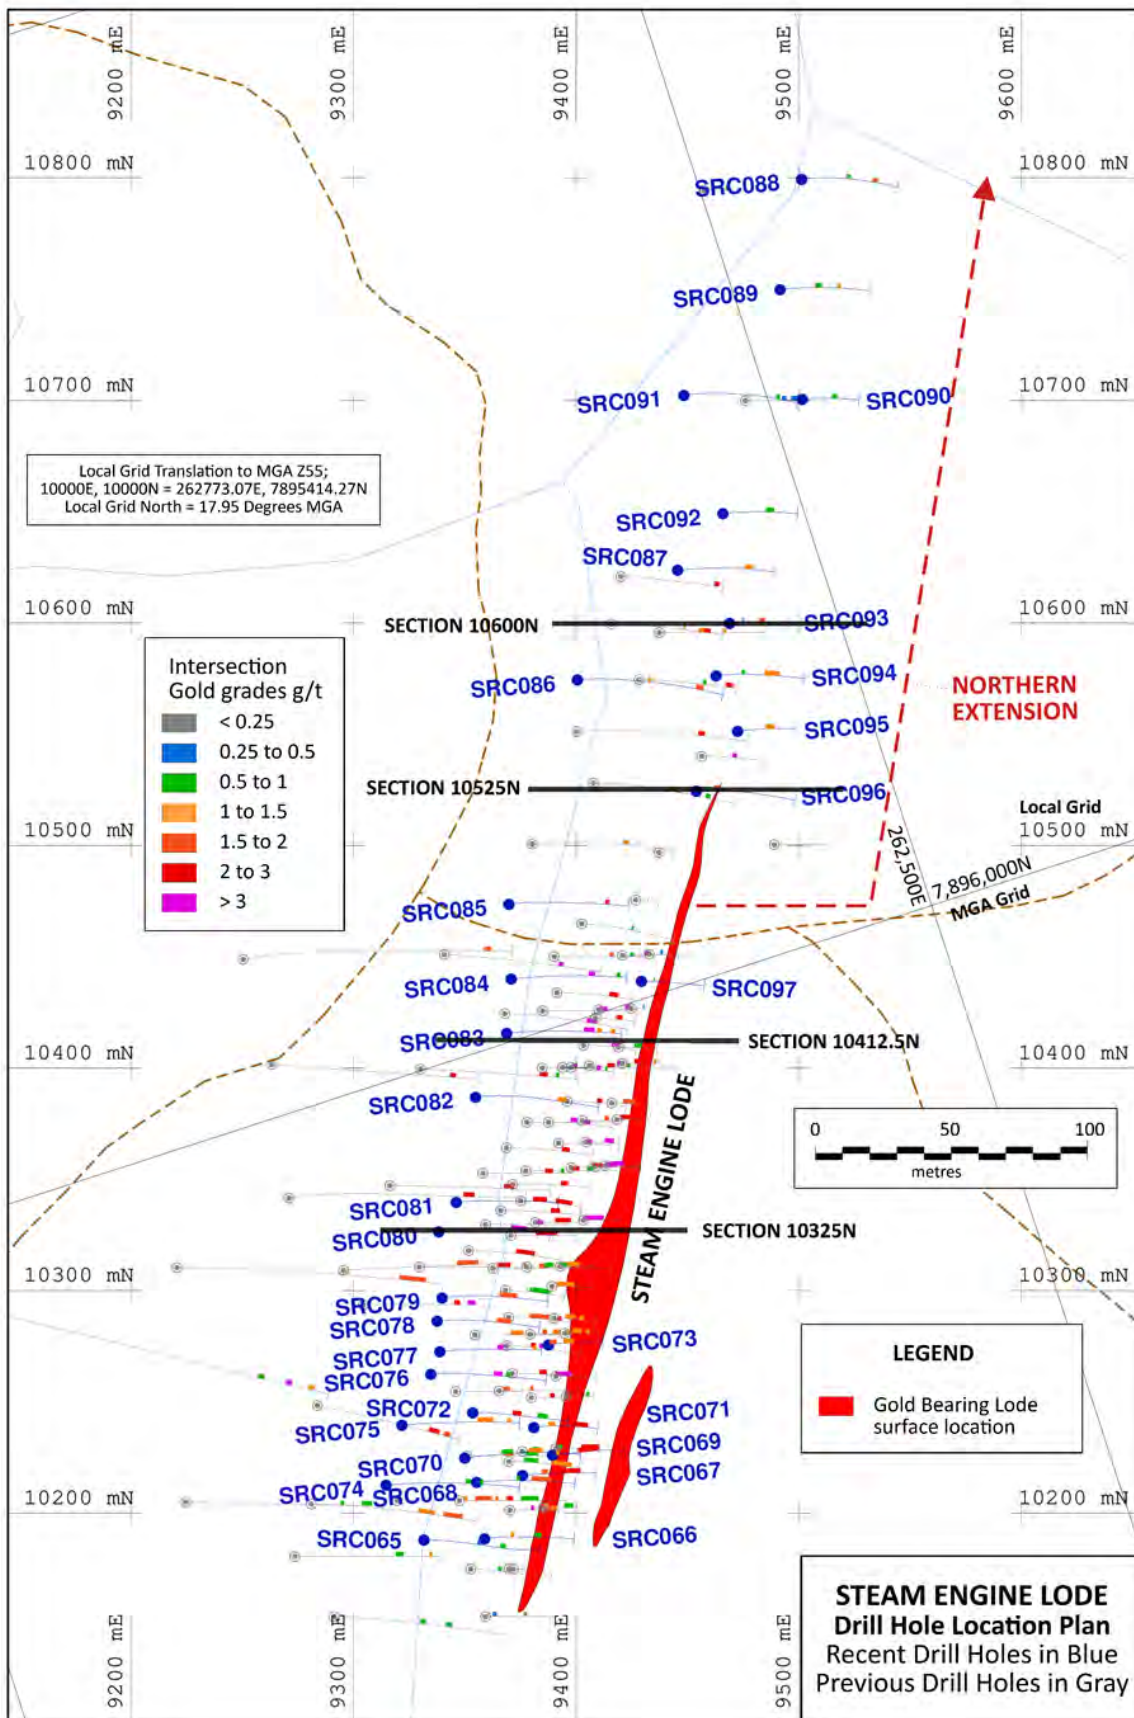 9200 mE
9300 mE
9400 mE
9500 mE
9600 mE
10800 mN
10800 mN
SRC088
SRC089
10700 mN
SRC091
SRC090
10700 mN
Local Grid Translation to MGA Z55;
10000E, 10000N = 262773.07E, 7895414.27N
Local Grid North = 17.95 Degrees MGA
SRC092
SRC087
10600 mN
SECTION 10600N
SRC093
10600 mN
Intersection
Gold grades g/t
< 0.25
0.25 to 0.5
0.5 to 1
1 to 1.5
1.5 to 2
2 to 3
> 3
SRC086
SRC094
NORTHERN
EXTENSION
SRC095
SECTION 10525N
SRC096
Local Grid
10500 mN
262,500E
7,896,000N
MGA Grid
SRC085
SRC084
SRC097
SRC083
SECTION 10412.5N
10400 mN
10400 mN
SRC082
STEAM ENGINE LODE
0 50 100
metres
SRC081
SRC080
SECTION 10325N
10300 mN
10300 mN
SRC079
SRC078
SRC073
SRC077
SRC076
LEGEND
Gold Bearing Lode
surface location
SRC072
SRC071
SRC075
SRC069
SRC070
SRC067
SRC074
SRC068
10200 mN
10200 mN
SRC065
SRC066
STEAM ENGINE LODE
Drill Hole Location Plan
Recent Drill Holes in Blue
Previous Drill Holes in Gray
9200 mE
9300 mE
9400 mE
9500 mE